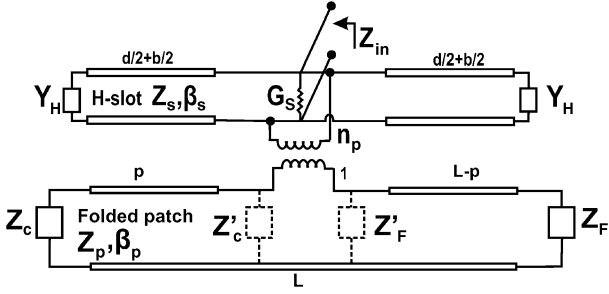 d/2+b/2
Z_in
d/2+b/2
Y_H
H-slot Z_s,β_s
G_S
Y_H
n_p
p
1
L-p
Z_c
Folded patch
Z_p,β_p
Z'_c
Z'_F
Z_F
L